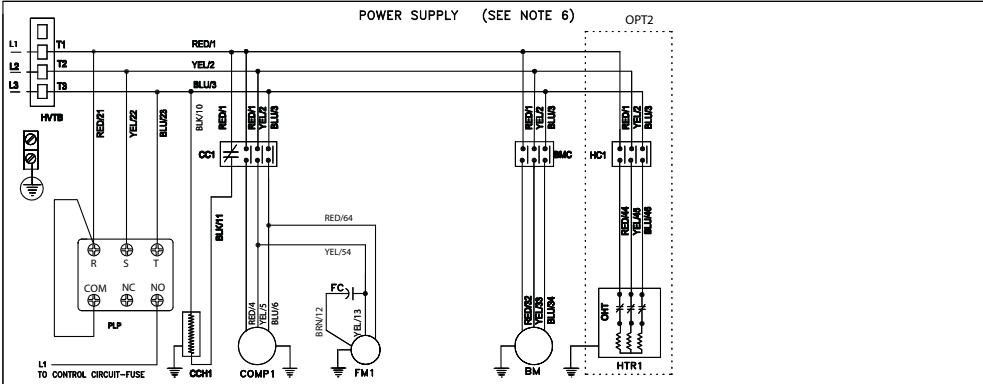 POWER SUPPLY (SEE NOTE 6)
OPT2
L1
T1
RED/1
L2
T2
YEL/2
L3
T3
BLU/3
HVTB
RED/21
YEL/22
BLU/23
BLK/10
RED/1
RED/1
YEL/2
BLU/3
RED/1
YEL/2
BLU/3
RED/1
YEL/2
BLU/3
CC1
BMC
HC1
BLK/11
RED/44
YEL/45
BLU/46
RED/64
YEL/54
R
S
T
COM
NC
NO
PLP
FC
BRN/12
YEL/13
RED/4
YEL/5
BLU/6
RED/32
YEL/33
BLU/34
OHT
L1
TO CONTROL CIRCUIT-FUSE
CCH1
COMP1
FM1
BM
HTR1